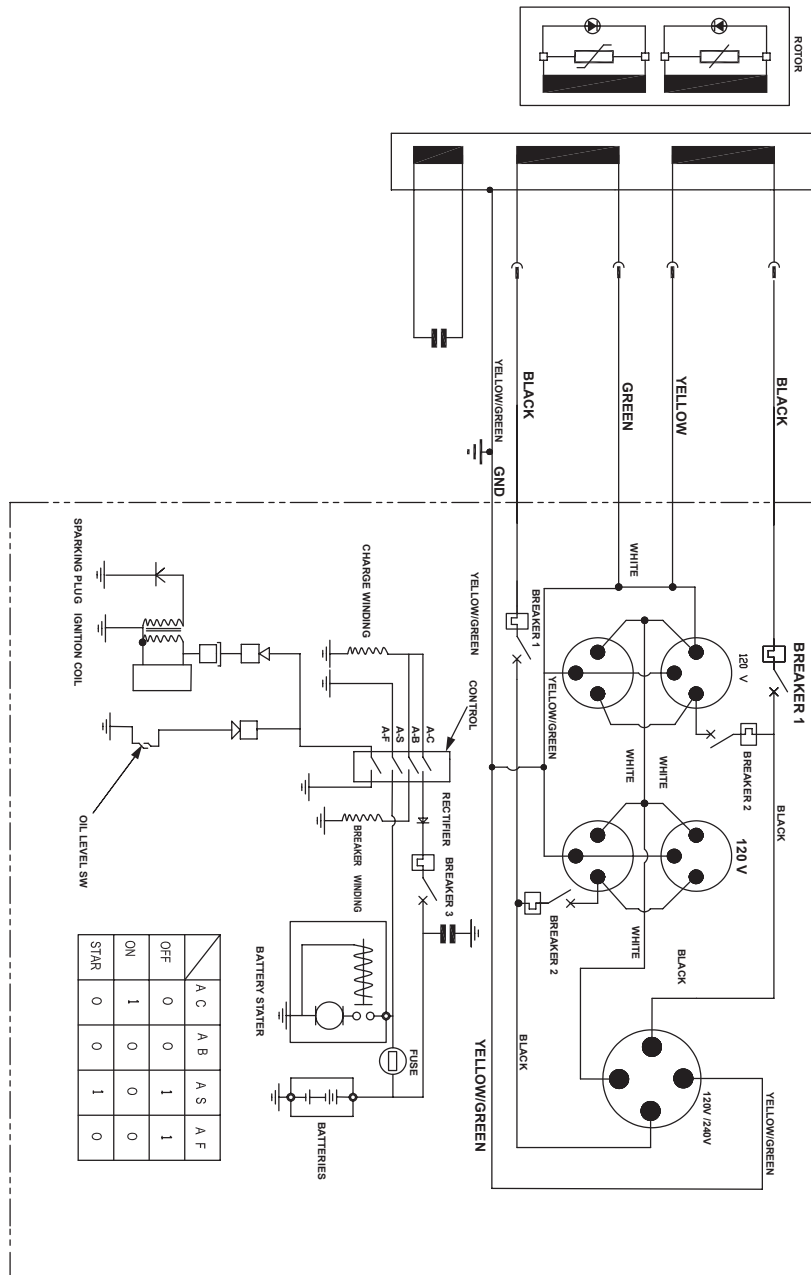 ROTOR
BLACK
BREAKER 1
BLACK
YELLOW/GREEN
120 V
BREAKER 2
120 V
120V /240V
YELLOW
BLACK
GREEN
WHITE
WHITE
WHITE
WHITE
YELLOW/GREEN
BREAKER 2
BLACK
BREAKER 1
BLACK
YELLOW/GREEN
GND
YELLOW/GREEN
YELLOW/GREEN
CONTROL
RECTIFIER
BREAKER 3
A-C
A-B
A-S
A-F
CHARGE WINDING
BREAKER WINDING
FUSE
BATTERIES
BATTERY STATER
SPARKING PLUG IGNITION COIL
OIL LEVEL SW
A C A B A S A F
OFF 0 0 1 1
ON 1 0 0 0
STAR 0 0 1 0